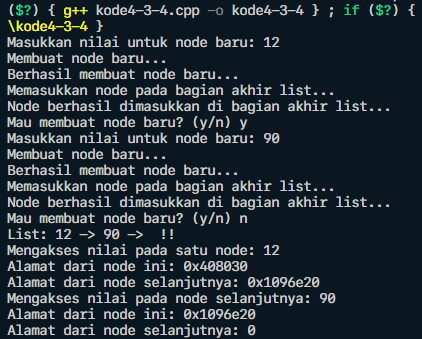 ($?) { g++ kode4-3-4.cpp -o kode4-3-4 } ; if ($?) {
\kode4-3-4 }
Masukkan nilai untuk node baru: 12
Membuat node baru...
Berhasil membuat node baru...
Memasukkan node pada bagian akhir list...
Node berhasil dimasukkan di bagian akhir list...
Mau membuat node baru? (y/n) y
Masukkan nilai untuk node baru: 90
Membuat node baru...
Berhasil membuat node baru...
Memasukkan node pada bagian akhir list...
Node berhasil dimasukkan di bagian akhir list...
Mau membuat node baru? (y/n) n
List: 12 -> 90 ->  !!
Mengakses nilai pada satu node: 12
Alamat dari node ini: 0x408030
Alamat dari node selanjutnya: 0x1096e20
Mengakses nilai pada node selanjutnya: 90
Alamat dari node ini: 0x1096e20
Alamat dari node selanjutnya: 0